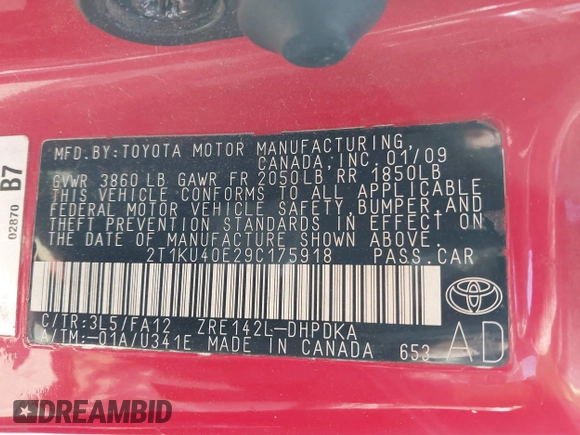 MFD.BY:TOYOTA MOTOR MANUFACTURING,
CANADA, INC. 01/09
GVWR 3860 LB GAWR FR 2050LB, RR 1850LB
THIS VEHICLE CONFORMS TO ALL APPLICABLE
FEDERAL MOTOR VEHICLE SAFETY, BUMPER, AND
THEFT PREVENTION STANDARDS IN EFFECT ON
THE DATE OF MANUFACTURE SHOWN ABOVE.
2T1KU40E29C175918 PASS.CAR
C/TR:3L5/FA12 ZRE142L-DHPDKA
A/TM:-01A/U341E MADE IN CANADA 653 AD
TOYOTA
B7
02870
DREAMBID